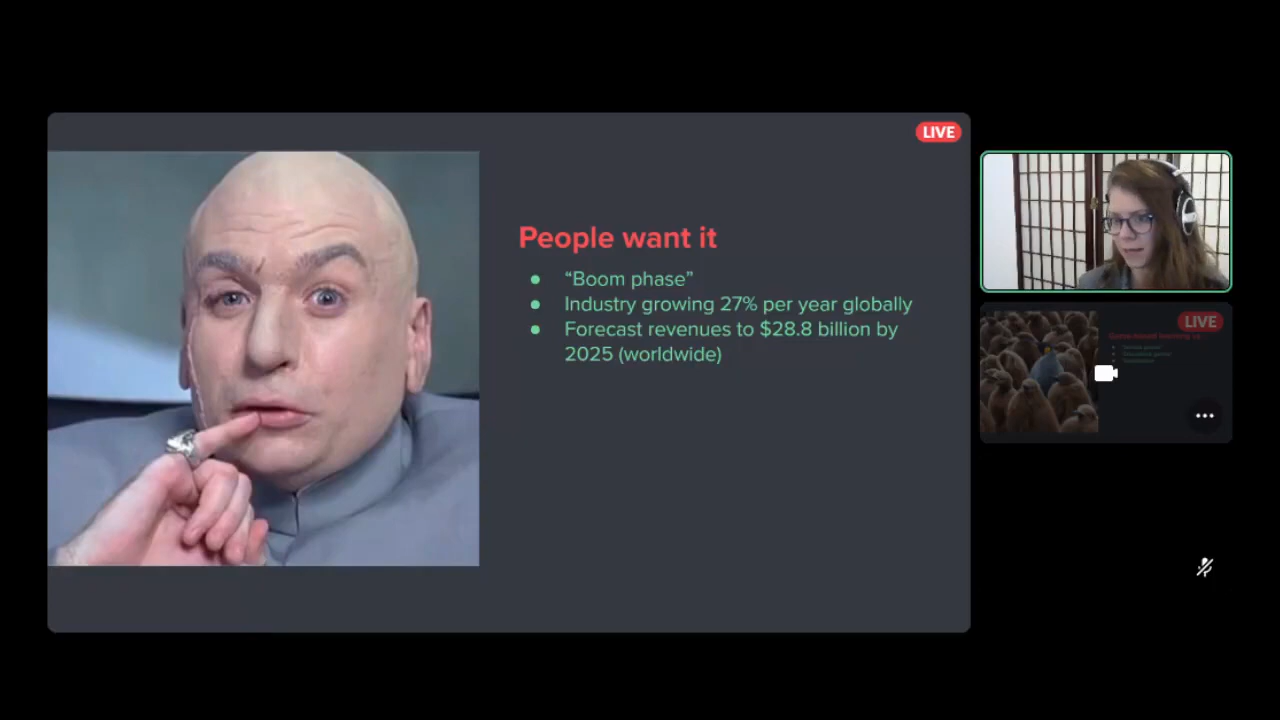 LIVE
People want it
● “Boom phase”
● Industry growing 27% per year globally
● Forecast revenues to $28.8 billion by
2025 (worldwide)
LIVE